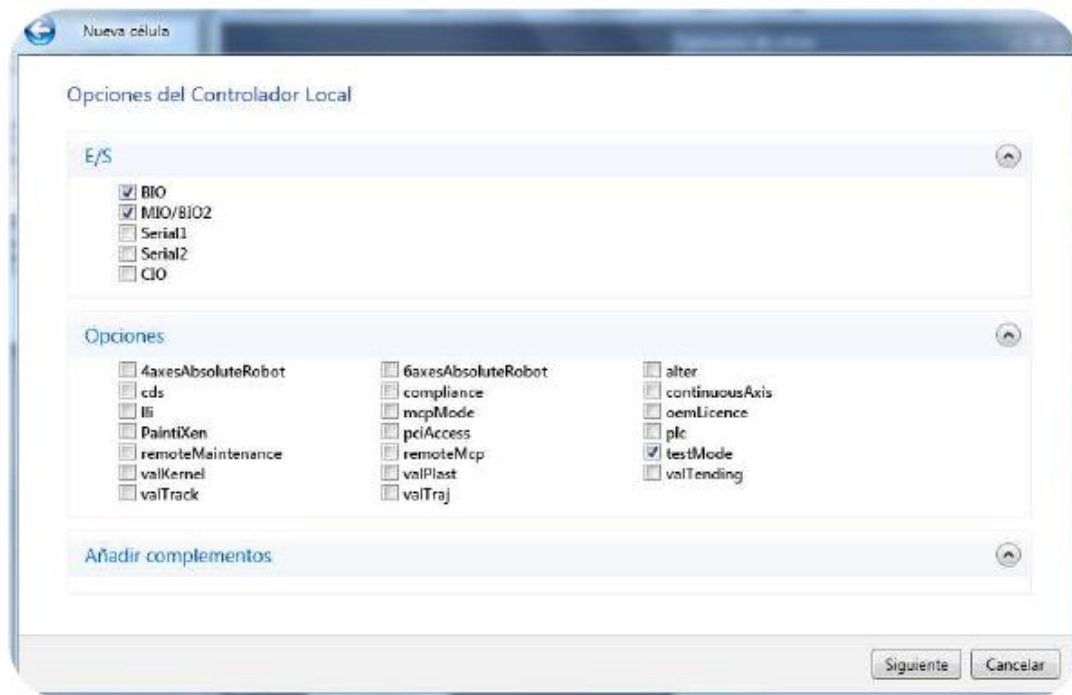 Nueva célula
Opciones del Controlador Local
E/S
BIO
MIO/BIO2
Serial1
Serial2
CIO
Opciones
4axesAbsoluteRobot 6axesAbsoluteRobot alter
cds compliance continuousAxis
lli mcpMode oemLicence
PaintiXen pciAccess plc
remoteMaintenance remoteMcp testMode
valKernel valPlast valTending
valTrack valTraj
Añadir complementos
Siguiente Cancelar